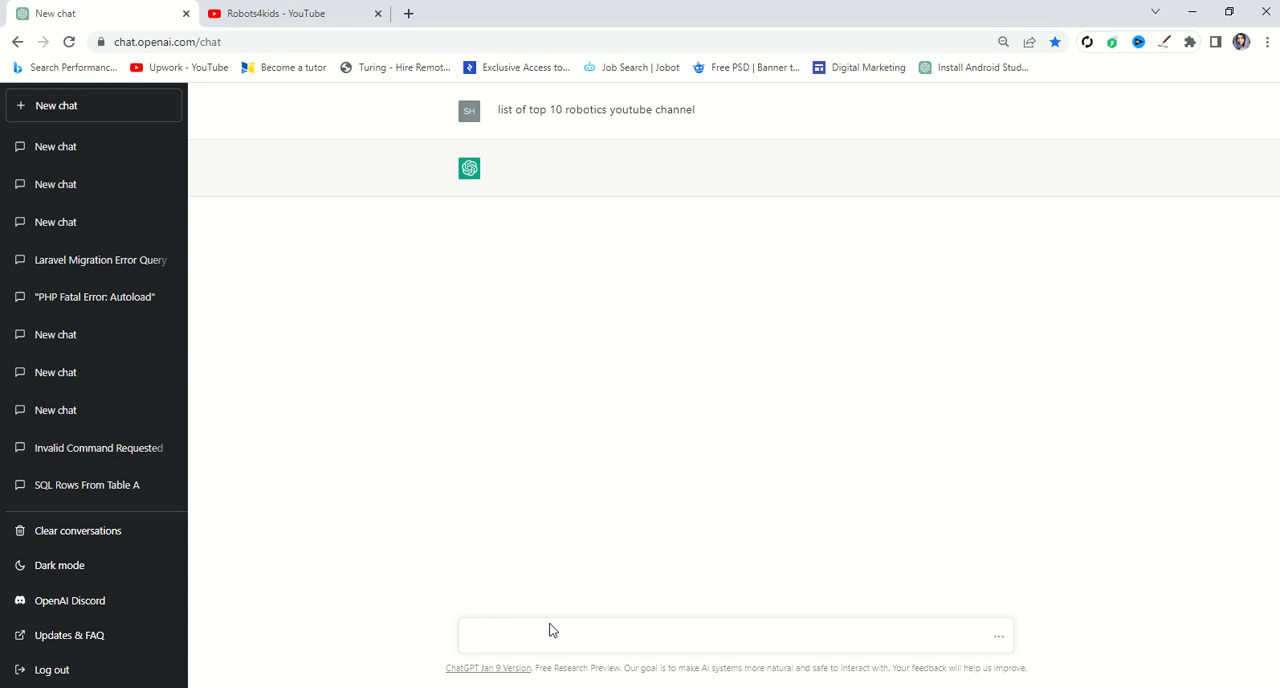 New chat
Robots4kids - YouTube
chat.openai.com/chat
Search Performanc...
Upwork - YouTube
Become a tutor
Turing - Hire Remot...
Exclusive Access to...
Job Search | Jobot
Free PSD | Banner t...
Digital Marketing
Install Android Stud...
+ New chat
SH
list of top 10 robotics youtube channel
New chat
New chat
New chat
Laravel Migration Error Query
"PHP Fatal Error: Autoload"
New chat
New chat
New chat
Invalid Command Requested
SQL Rows From Table A
Clear conversations
Dark mode
OpenAI Discord
Updates & FAQ
Log out
...
ChatGPT Jan 9 Version. Free Research Preview. Our goal is to make AI systems more natural and safe to interact with. Your feedback will help us improve.